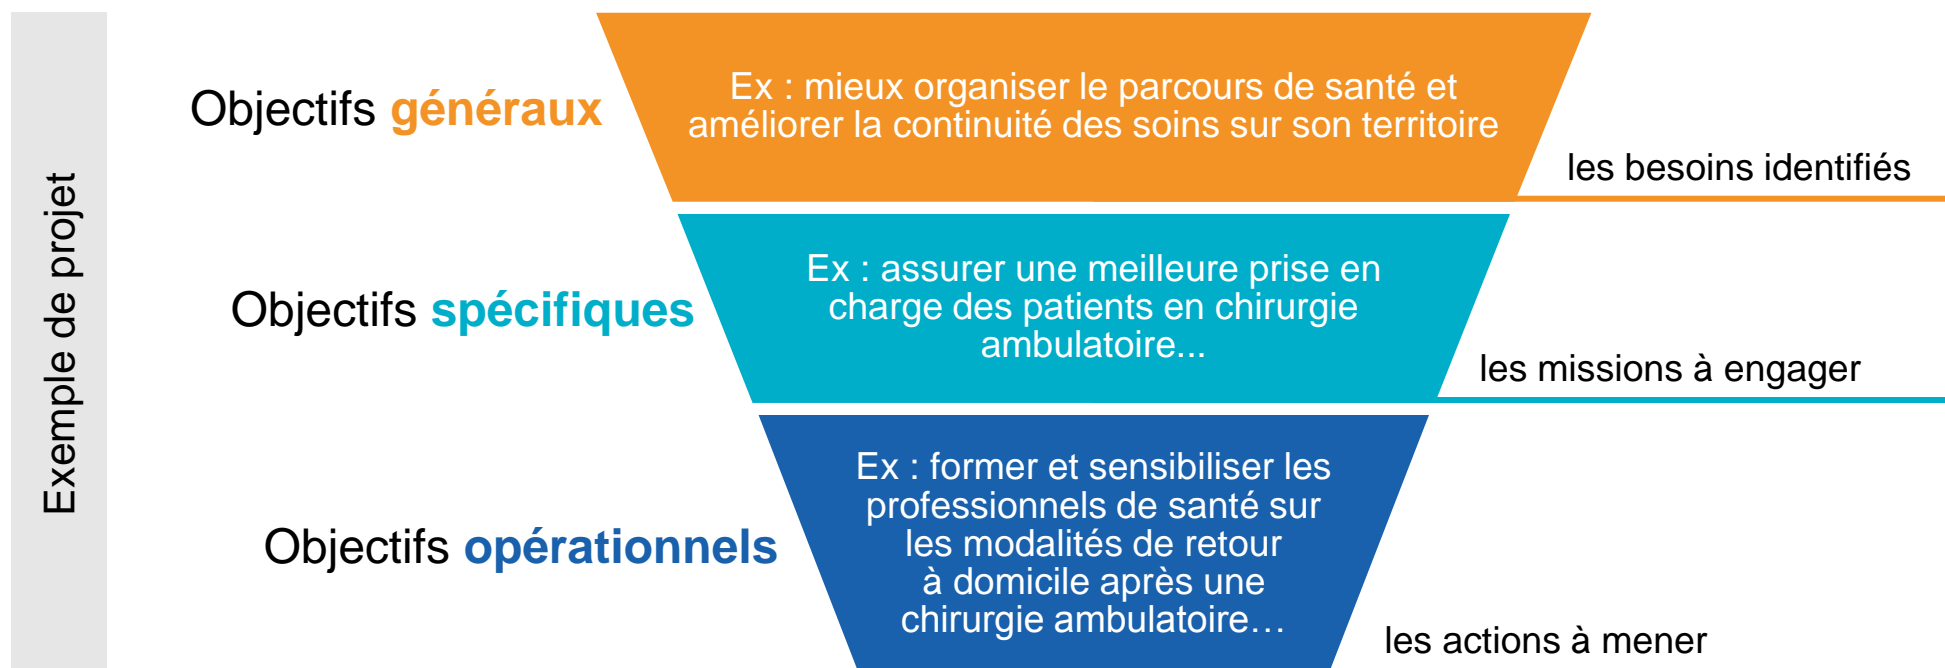 Exemple de projet
Objectifs généraux
Ex : mieux organiser le parcours de santé et
améliorer la continuité des soins sur son territoire
les besoins identifiés
Objectifs spécifiques
Ex : assurer une meilleure prise en
charge des patients en chirurgie
ambulatoire...
les missions à engager
Objectifs opérationnels
Ex : former et sensibiliser les
professionnels de santé sur
les modalités de retour
à domicile après une
chirurgie ambulatoire…
les actions à mener